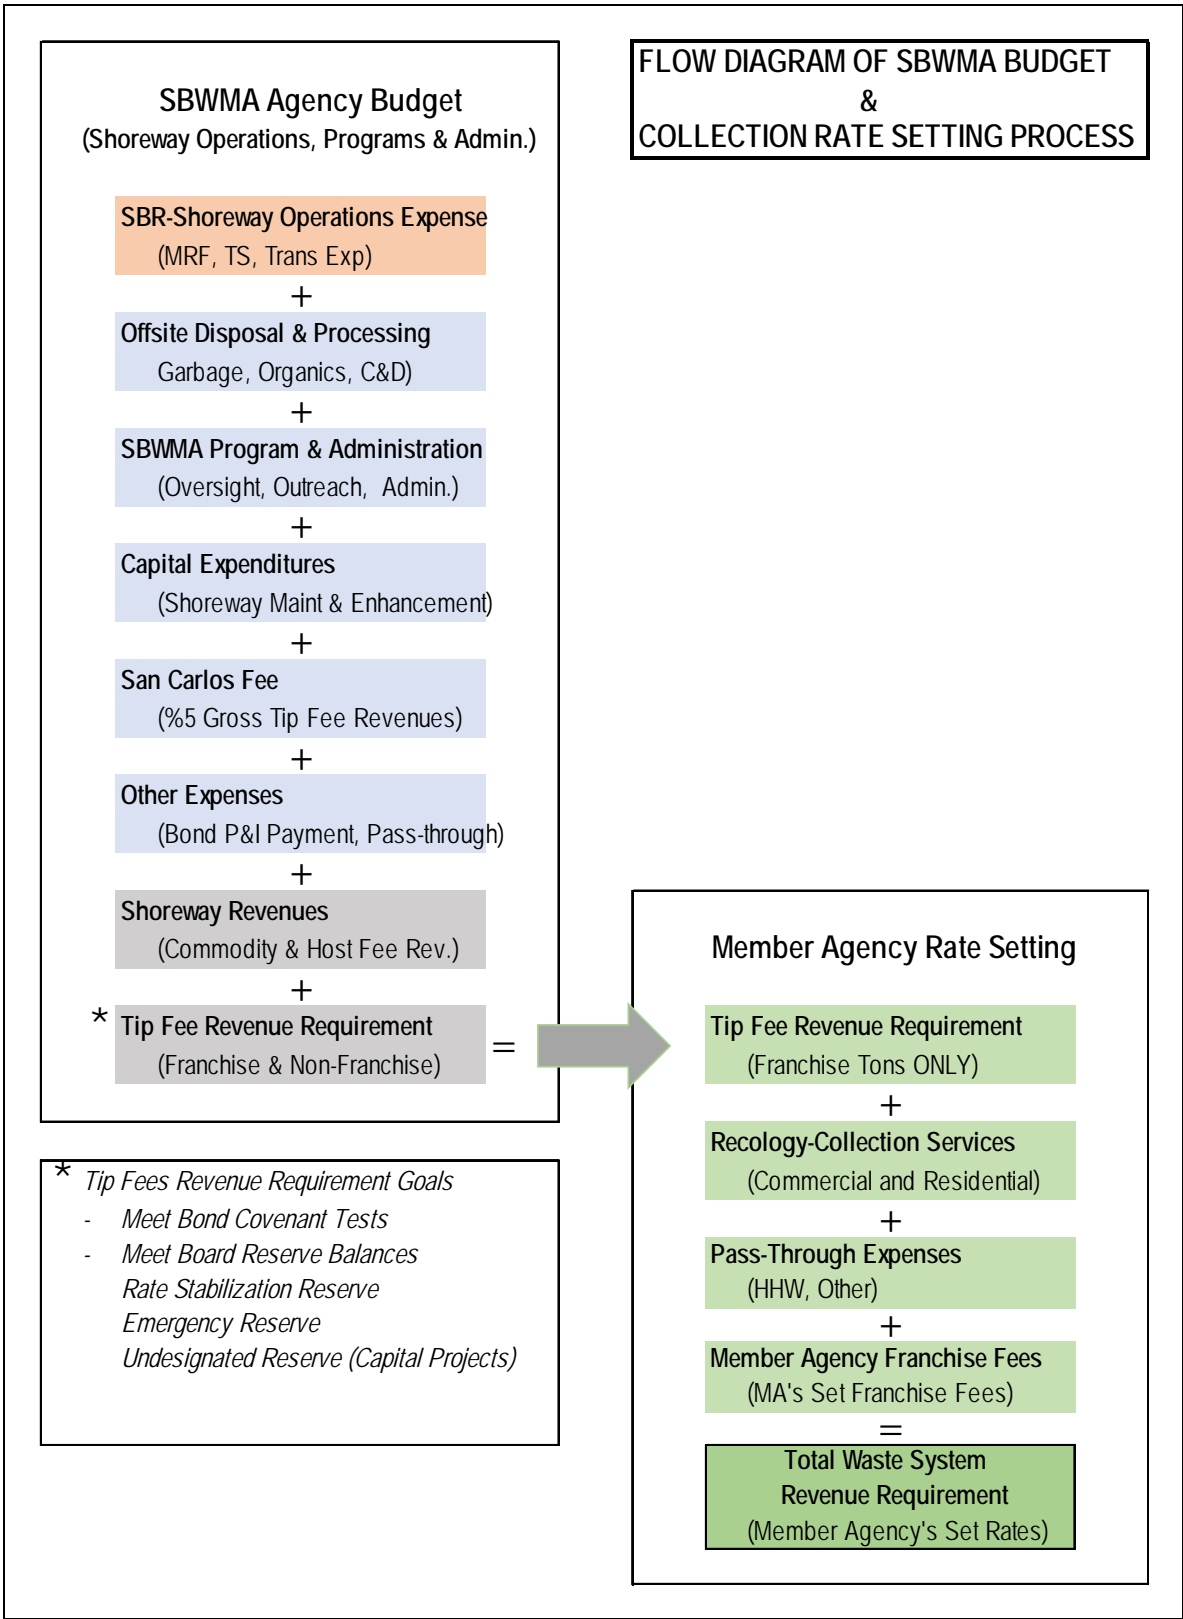 FLOW DIAGRAM OF SBWMA BUDGET
&
COLLECTION RATE SETTING PROCESS
SBWMA Agency Budget
(Shoreway Operations, Programs & Admin.)
SBR-Shoreway Operations Expense
(MRF, TS, Trans Exp)
+
Offsite Disposal & Processing
Garbage, Organics, C&D)
+
SBWMA Program & Administration
(Oversight, Outreach, Admin.)
+
Capital Expenditures
(Shoreway Maint & Enhancement)
+
San Carlos Fee
(%5 Gross Tip Fee Revenues)
+
Other Expenses
(Bond P&I Payment, Pass-through)
+
Shoreway Revenues
(Commodity & Host Fee Rev.)
+
* Tip Fee Revenue Requirement
(Franchise & Non-Franchise)
=
* Tip Fees Revenue Requirement Goals
- Meet Bond Covenant Tests
- Meet Board Reserve Balances
Rate Stabilization Reserve
Emergency Reserve
Undesignated Reserve (Capital Projects)
Member Agency Rate Setting
Tip Fee Revenue Requirement
(Franchise Tons ONLY)
+
Recology-Collection Services
(Commercial and Residential)
+
Pass-Through Expenses
(HHW, Other)
+
Member Agency Franchise Fees
(MA's Set Franchise Fees)
=
Total Waste System
Revenue Requirement
(Member Agency's Set Rates)